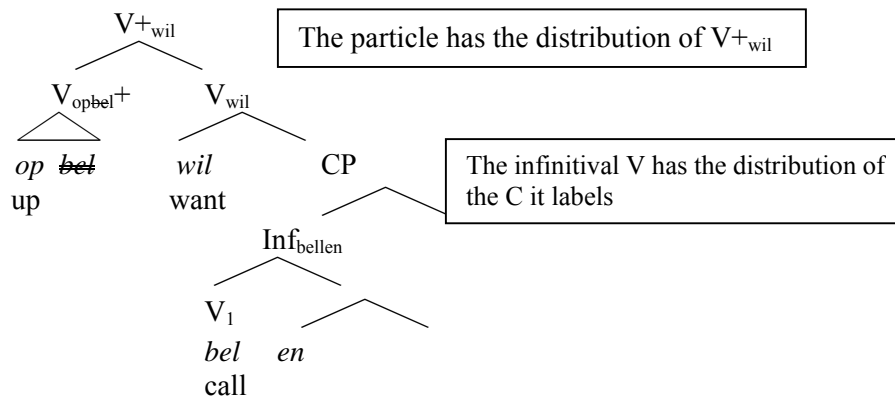 V+wil
The particle has the distribution of V+wil
Vopbel+ Vwil
op bel wil CP
up want
The infinitival V has the distribution of
the C it labels
Infbellen
V1
bel en
call